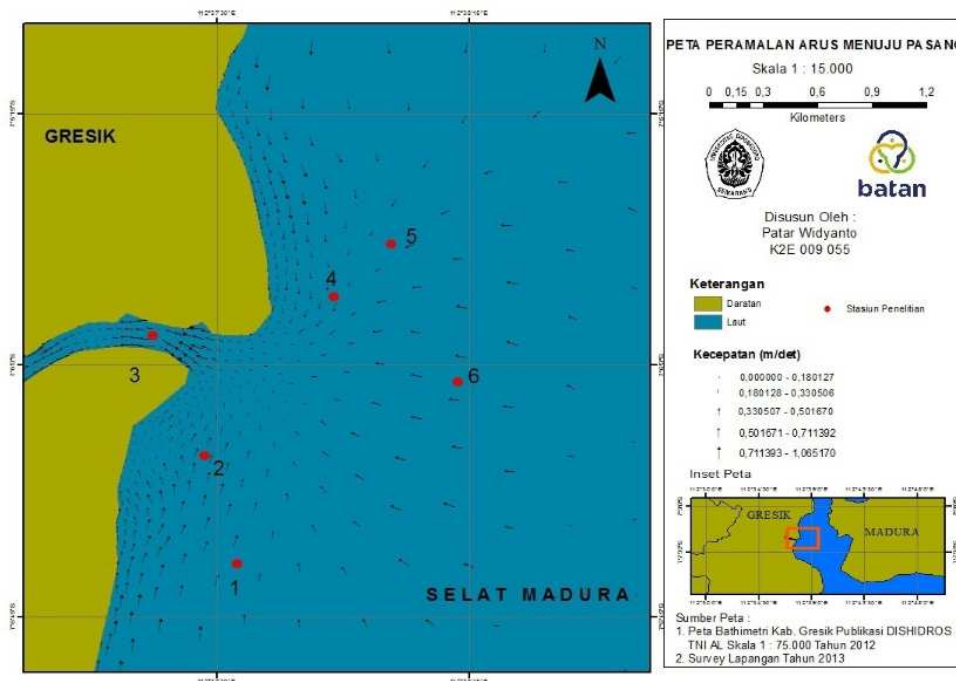 N
GRESIK
5
4
3
6
2
1
SELAT MADURA
PETA PERAMALAN ARUS MENUJU PASANG
Skala 1 : 15.000
0 0,15 0,3 0,6 0,9 1,2
Kilometers
batan
Disusun Oleh :
Patar Widyanto
K2E 009 055
Keterangan
Daratan
Laut
Stasiun Penelitian
Kecepatan (m/det)
0,000000 - 0,180127
0,180128 - 0,330506
0,330507 - 0,501670
0,501671 - 0,711392
0,711393 - 1,065170
Inset Peta
GRESIK
MADURA
Sumber Peta :
1. Peta Bathimetri Kab. Gresik Publikasi DISHIDROS
TNI AL Skala 1 : 75.000 Tahun 2012
2. Survey Lapangan Tahun 2013